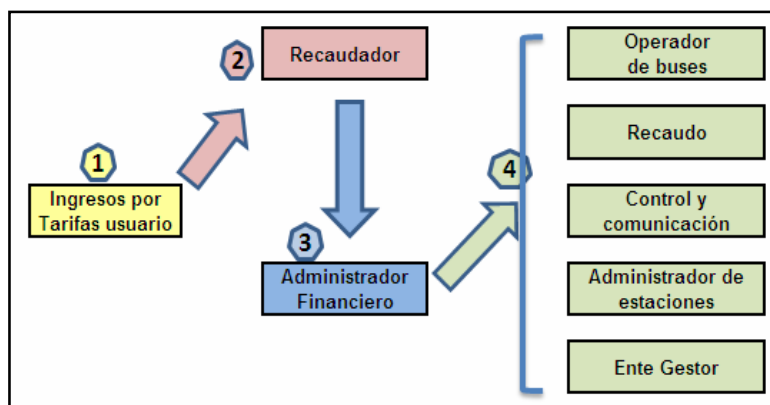 1
Ingresos por
Tarifas usuario
2
Recaudador
3
Administrador
Financiero
4
Operador
de buses
Recaudo
Control y
comunicación
Administrador de
estaciones
Ente Gestor